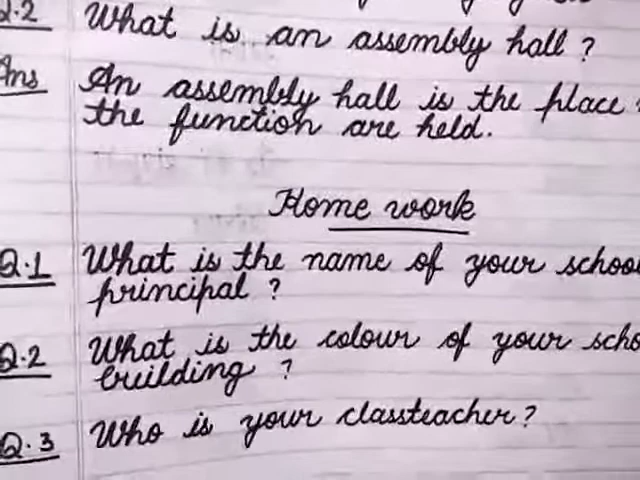 Q.2 What is an assembly hall ?
Ans An assembly hall is the place
the function are held.
Home work
Q.1 What is the name of your school
principal ?
Q.2 What is the colour of your scho
building ?
Q.3 Who is your classteacher ?